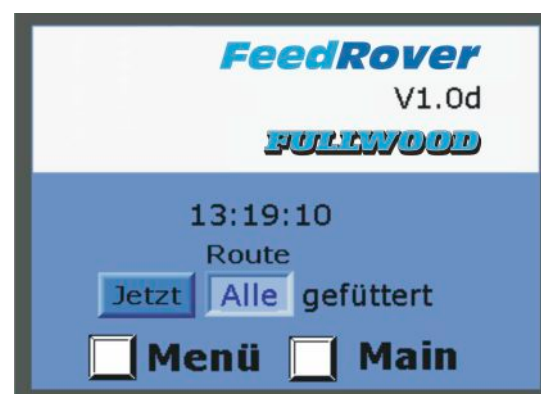 FeedRover
V1.0d
FULLWOOD
13:19:10
Route
Jetzt Alle gefüttert
Menü Main